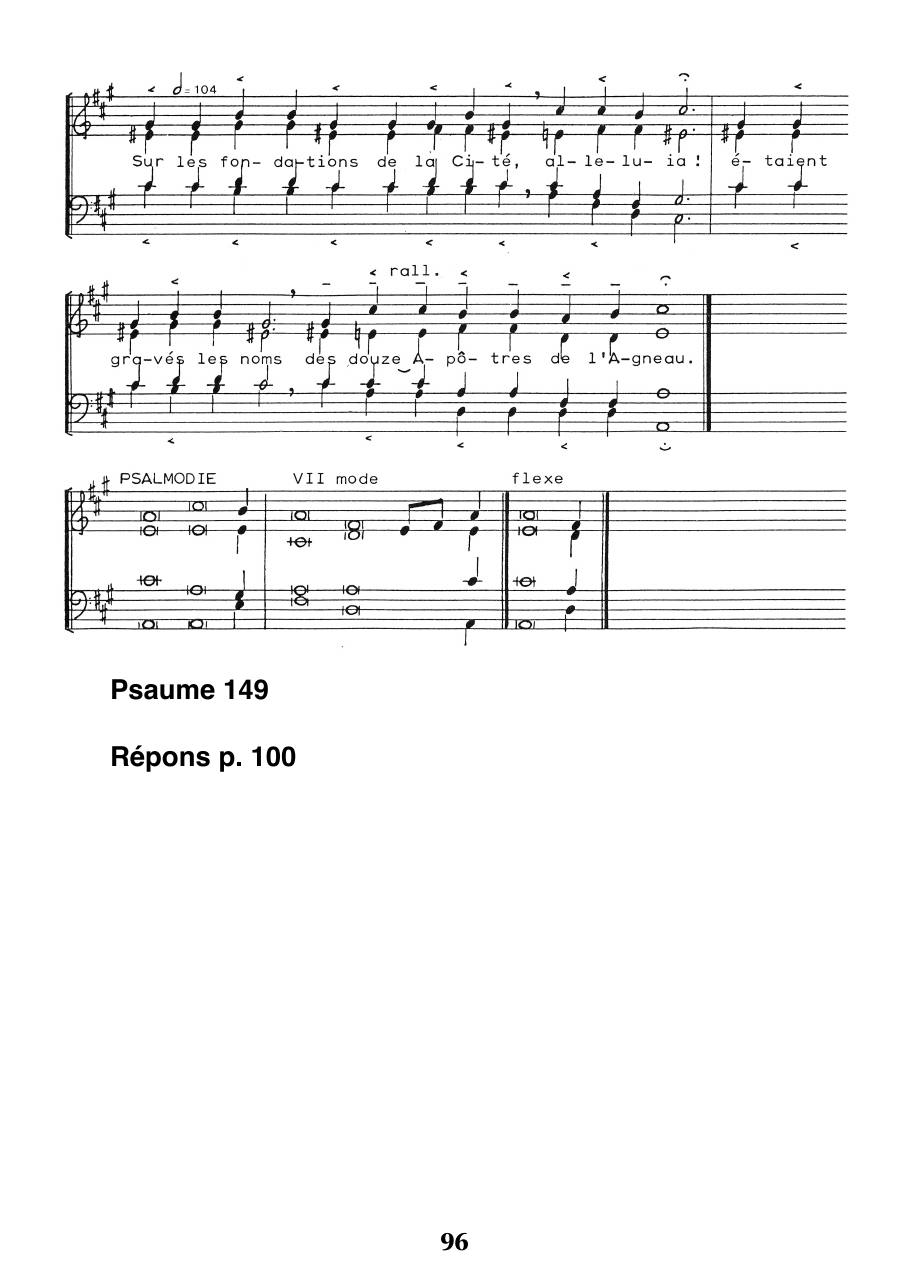 = 104
Sur les fon- da-tions de la Ci-té, al-le-lu- ia! é- taient
rall.
gra-vés les noms des douze A- pô- tres de l'A-gneau.
PSALMODIE VII mode flexe
Psaume 149
Répons p. 100
96